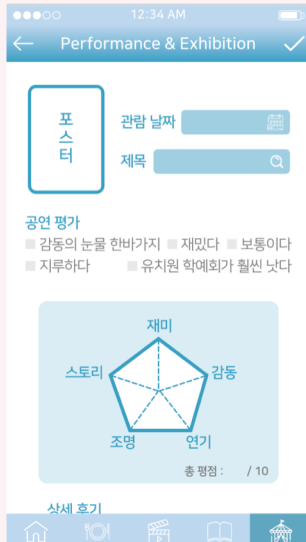 12:34 AM
Performance & Exhibition
포스터
관람 날짜
제목
공연 평가
감동의 눈물 한바가지 재밌다 보통이다
지루하다 유치원 학예회가 훨씬 낫다
재미
스토리 감동
조명 연기
총 평점 : / 10
상세 후기